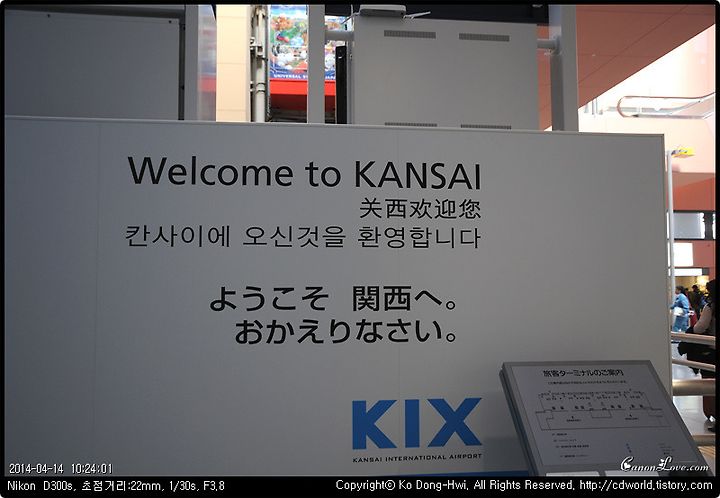 UNIVERSAL STUDIOS JAPAN
Welcome to KANSAI
关西欢迎您
칸사이에 오신것을 환영합니다
ようこそ 関西へ。
おかえりなさい。
KIX
KANSAI INTERNATIONAL AIRPORT
旅客ターミナルのご案内
2014-04-14 10:24:01
CanonLove.com
Nikon D300s, 초점거리:22mm, 1/30s, F3,8
Copyright© Ko Dong-Hwi, All Rights Reserved, http://cdworld.tistory.com